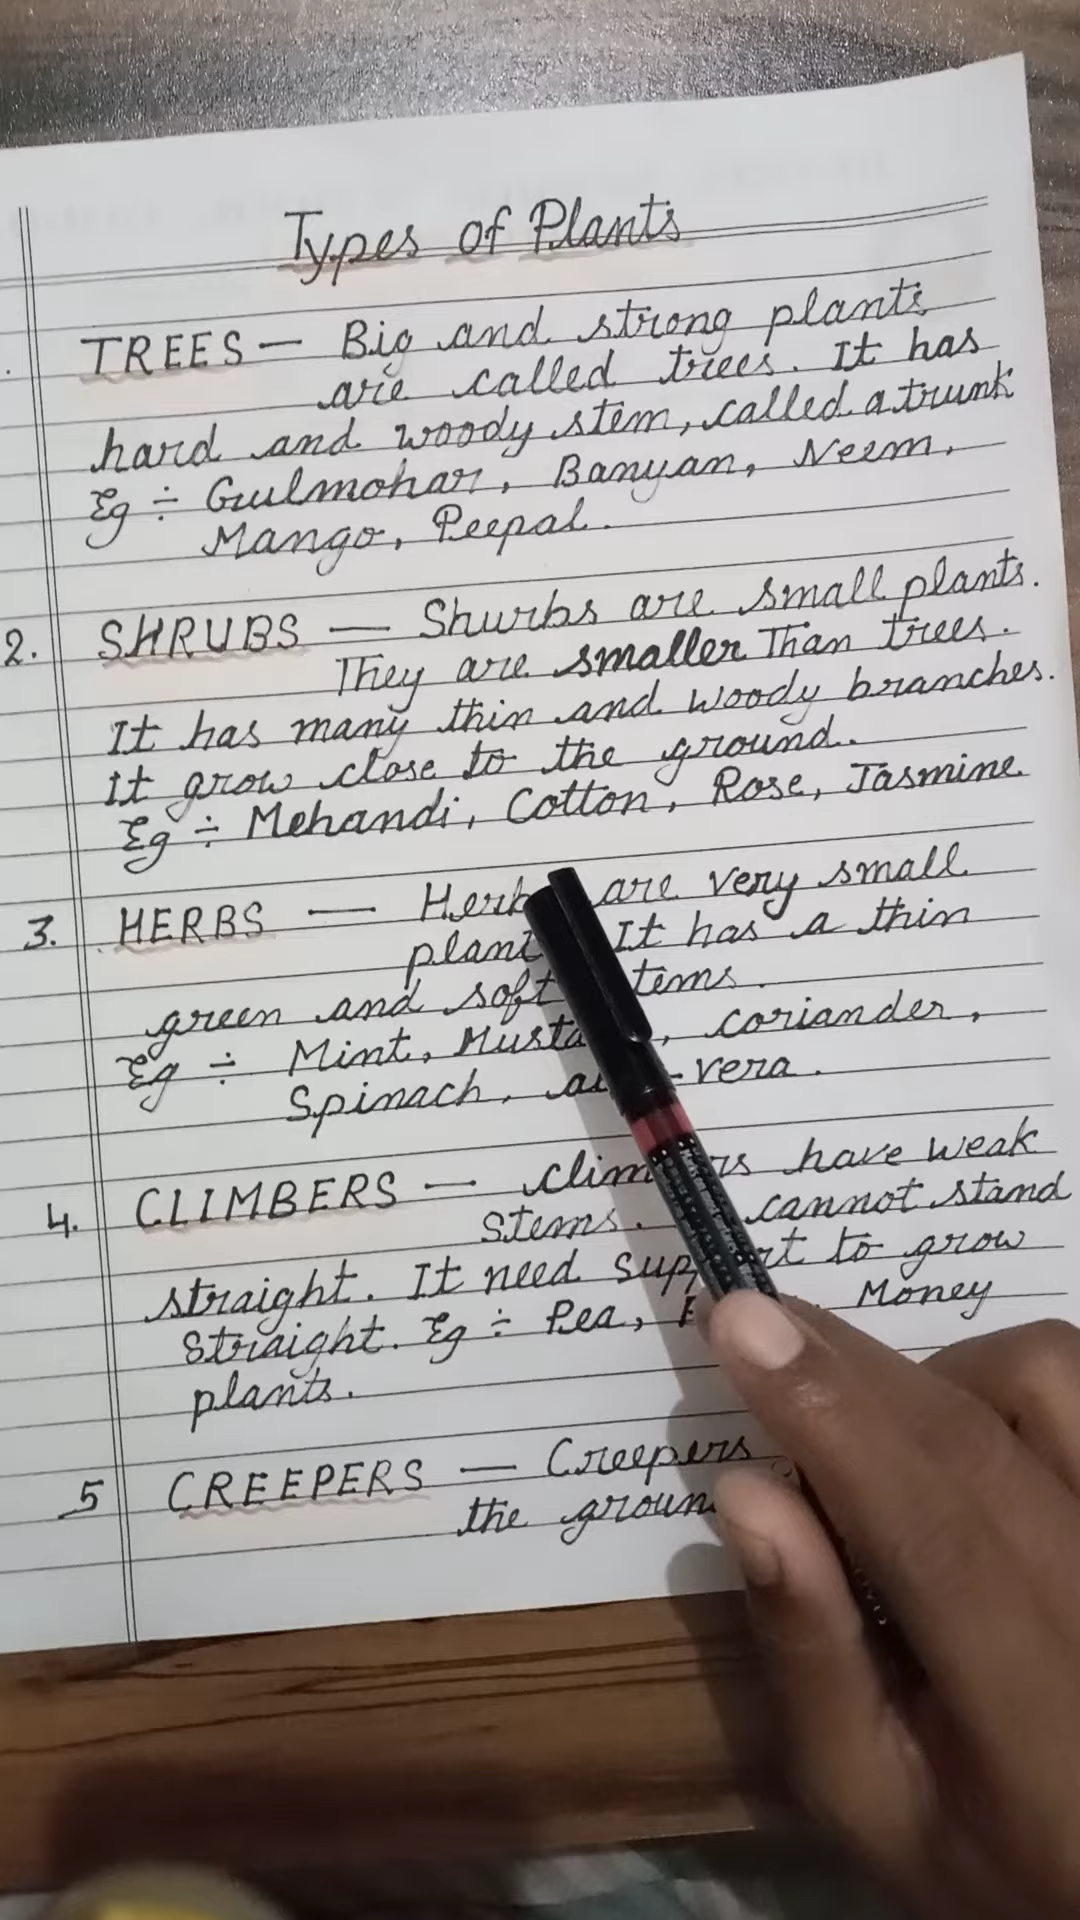 Types of Plants
. TREES — Big and strong plants
are called trees. It has
hard and woody stem, called a trunk
Eg ÷ Gulmohar, Banyan, Neem,
Mango, Peepal.
2. SHRUBS — Shurbs are small plants.
They are smaller Than trees.
It has many thin and woody branches.
It grow close to the ground.
Eg ÷ Mehandi, Cotton, Rose, Jasmine
3. HERBS — are very small
It has a thin
green and soft
Eg ÷ Mint, coriander,
Spinach, -vera.
4. CLIMBERS — have weak
Stems. cannot stand
straight. It need to grow
Straight. Eg ÷ Pea, Money
plants.
5 CREEPERS — Creepers
the